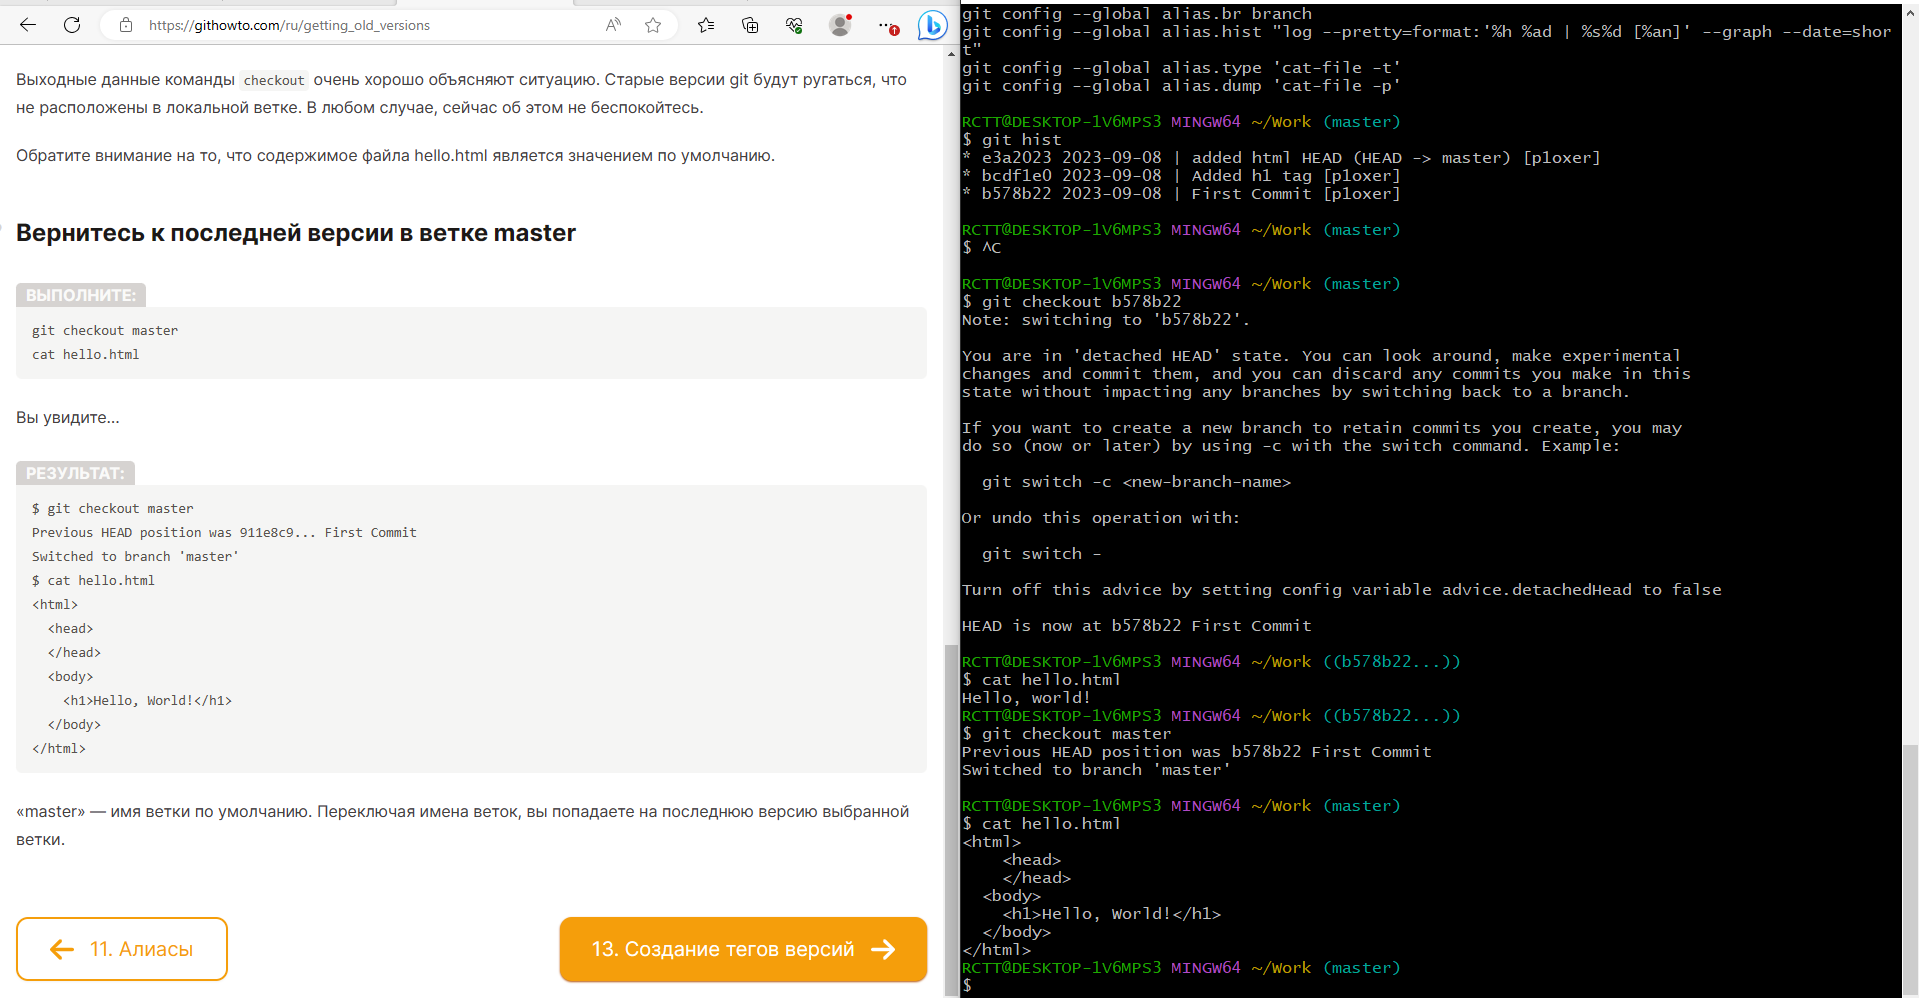 https://githowto.com/ru/getting_old_versions
Выходные данные команды checkout очень хорошо объясняют ситуацию. Старые версии git будут ругаться, что
не расположены в локальной ветке. В любом случае, сейчас об этом не беспокойтесь.
Обратите внимание на то, что содержимое файла hello.html является значением по умолчанию.
Вернитесь к последней версии в ветке master
ВЫПОЛНИТЕ:
git checkout master
cat hello.html
Вы увидите...
РЕЗУЛЬТАТ:
$ git checkout master
Previous HEAD position was 911e8c9... First Commit
Switched to branch 'master'
$ cat hello.html
<html>
  <head>
  </head>
  <body>
    <h1>Hello, World!</h1>
  </body>
</html>
«master» — имя ветки по умолчанию. Переключая имена веток, вы попадаете на последнюю версию выбранной
ветки.
← 11. Алиасы
13. Создание тегов версий →
git config --global alias.br branch
git config --global alias.hist "log --pretty=format:'%h %ad | %s%d [%an]' --graph --date=shor
t"
git config --global alias.type 'cat-file -t'
git config --global alias.dump 'cat-file -p'
RCTT@DESKTOP-1V6MPS3 MINGW64 ~/Work (master)
$ git hist
* e3a2023 2023-09-08 | added html HEAD (HEAD -> master) [p1oxer]
* bcdf1e0 2023-09-08 | Added h1 tag [p1oxer]
* b578b22 2023-09-08 | First Commit [p1oxer]
RCTT@DESKTOP-1V6MPS3 MINGW64 ~/Work (master)
$ ^C
RCTT@DESKTOP-1V6MPS3 MINGW64 ~/Work (master)
$ git checkout b578b22
Note: switching to 'b578b22'.
You are in 'detached HEAD' state. You can look around, make experimental
changes and commit them, and you can discard any commits you make in this
state without impacting any branches by switching back to a branch.
If you want to create a new branch to retain commits you create, you may
do so (now or later) by using -c with the switch command. Example:
  git switch -c <new-branch-name>
Or undo this operation with:
  git switch -
Turn off this advice by setting config variable advice.detachedHead to false
HEAD is now at b578b22 First Commit
RCTT@DESKTOP-1V6MPS3 MINGW64 ~/Work ((b578b22...))
$ cat hello.html
Hello, world!
RCTT@DESKTOP-1V6MPS3 MINGW64 ~/Work ((b578b22...))
$ git checkout master
Previous HEAD position was b578b22 First Commit
Switched to branch 'master'
RCTT@DESKTOP-1V6MPS3 MINGW64 ~/Work (master)
$ cat hello.html
<html>
    <head>
    </head>
  <body>
    <h1>Hello, World!</h1>
  </body>
</html>
RCTT@DESKTOP-1V6MPS3 MINGW64 ~/Work (master)
$